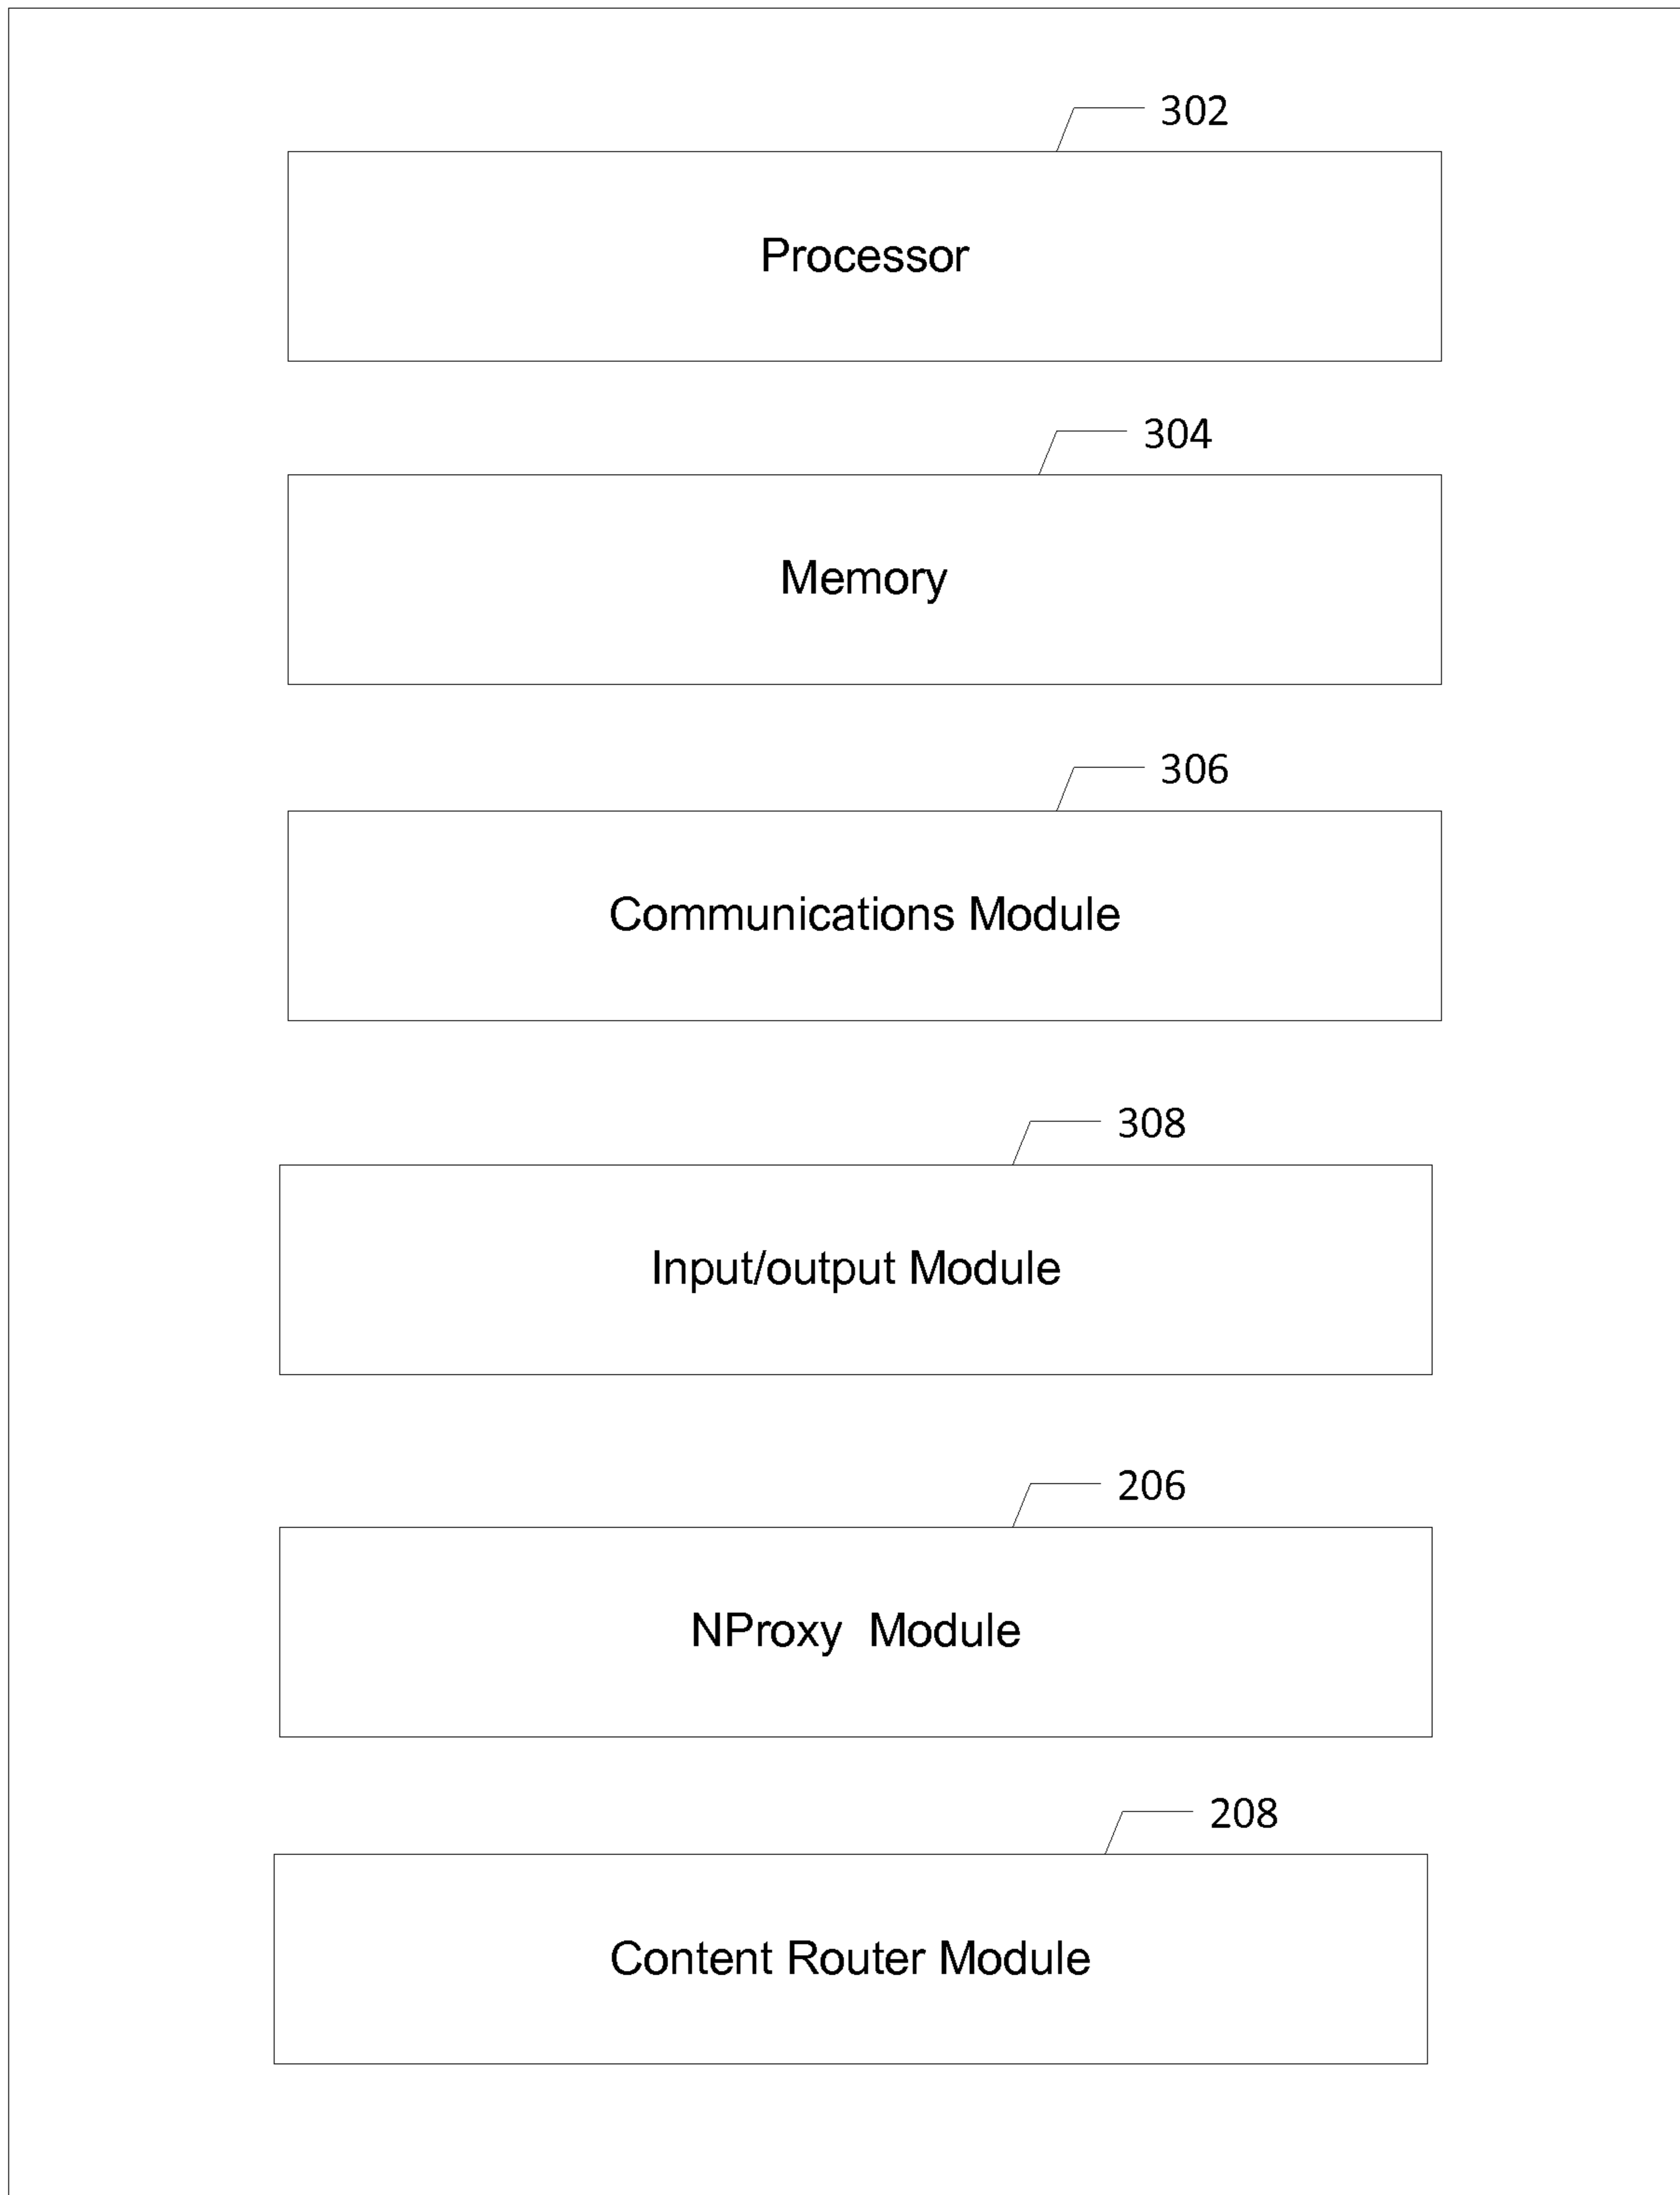 302
Processor
304
Memory
306
Communications Module
308
Input/output Module
206
NProxy  Module
208
Content Router Module